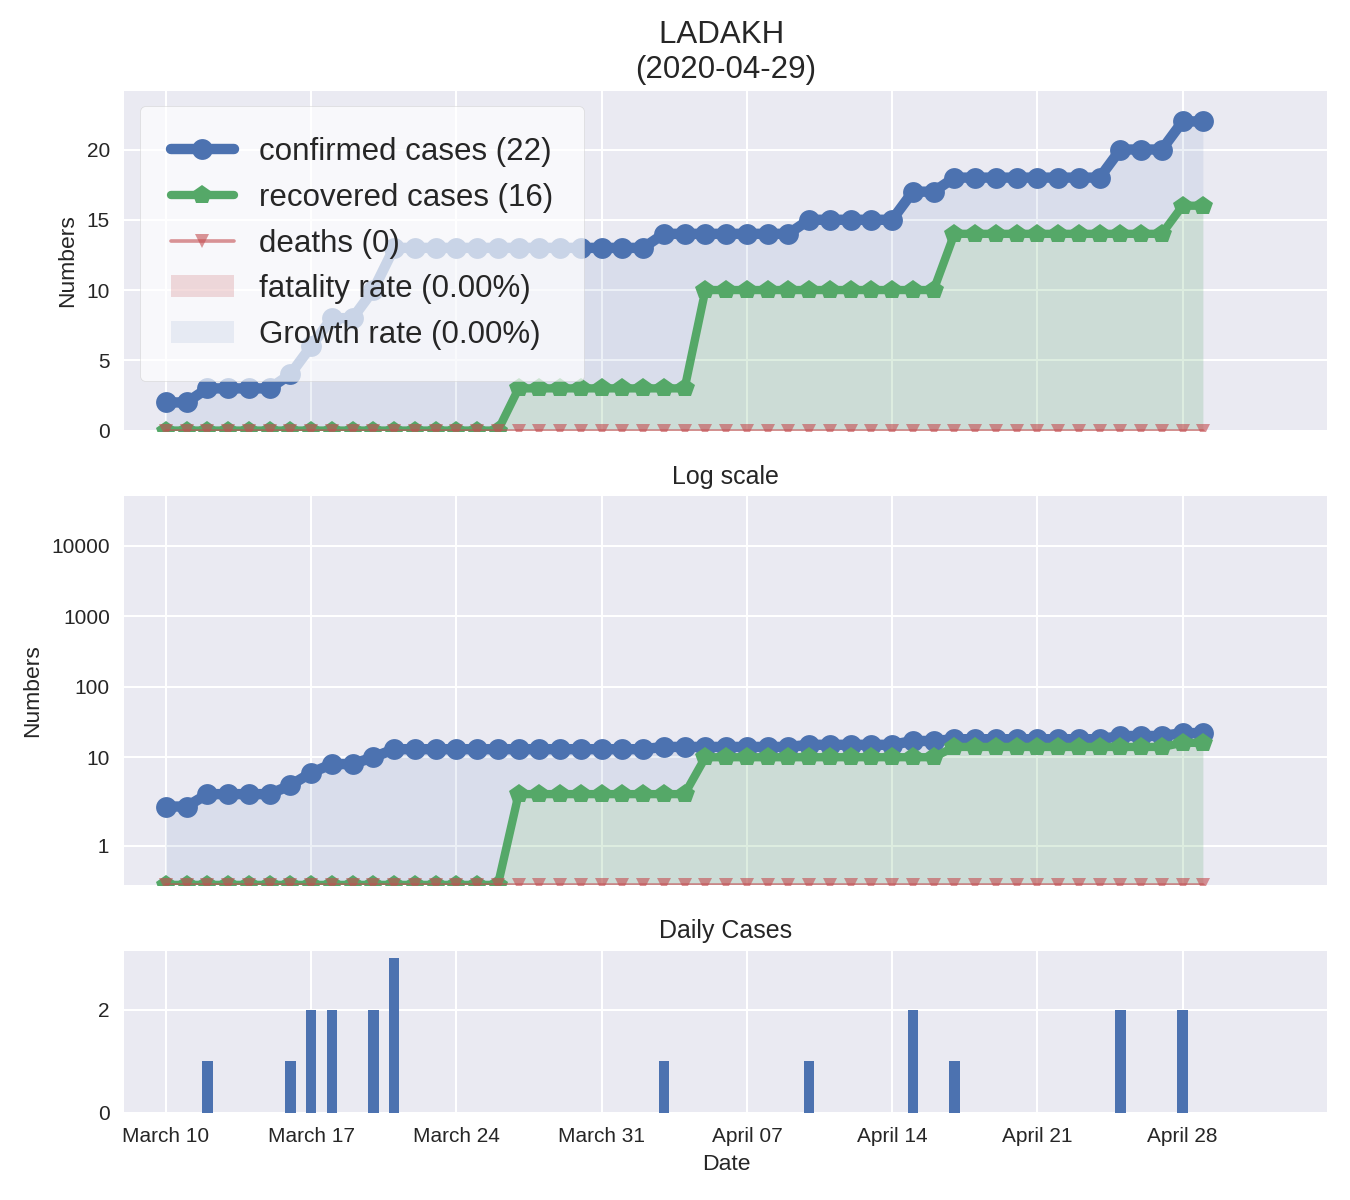 LADAKH
(2020-04-29)
Numbers
20
15
10
5
0
confirmed cases (22)
recovered cases (16)
deaths (0)
fatality rate (0.00%)
Growth rate (0.00%)
Log scale
Numbers
10000
1000
100
10
1
Daily Cases
2
0
March 10 March 17 March 24 March 31 April 07 April 14 April 21 April 28
Date